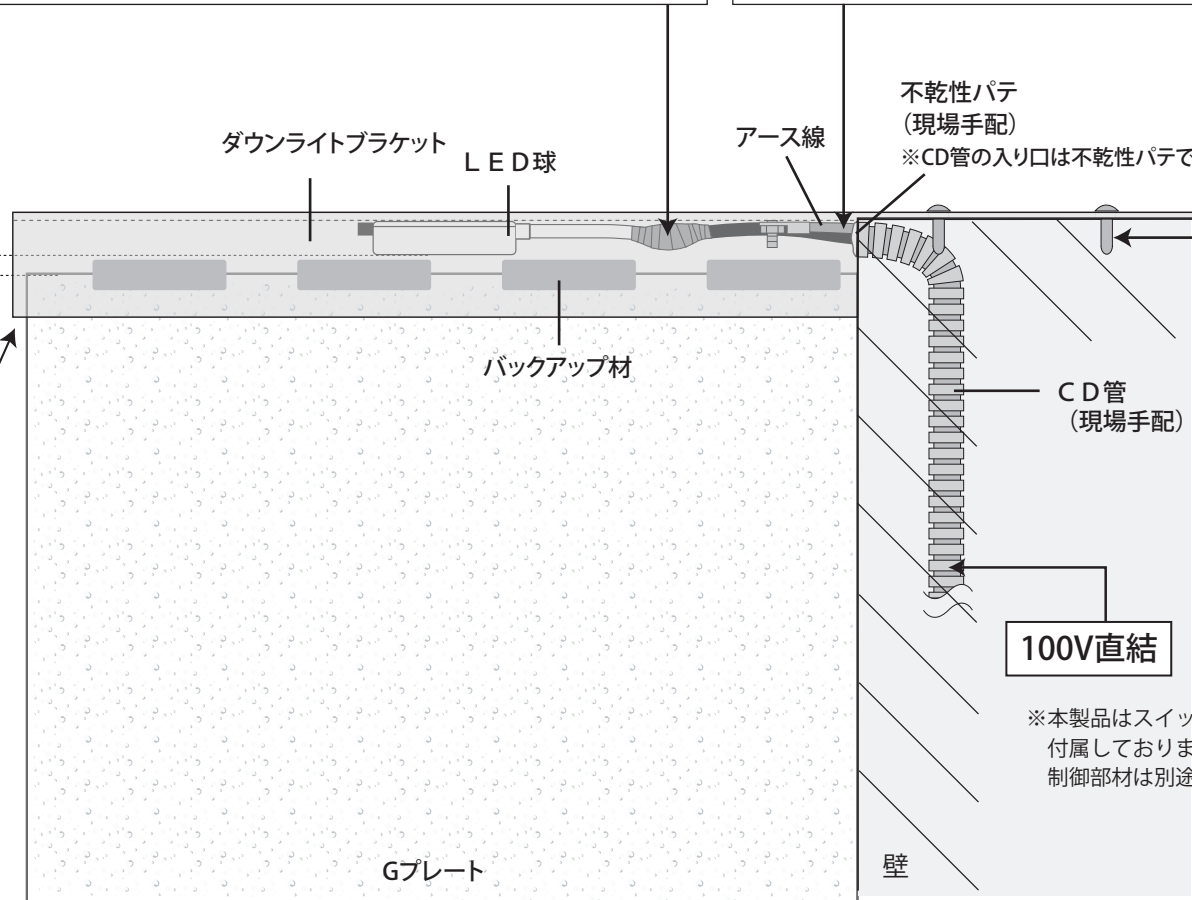 不乾性パテ
（現場手配）
※CD管の入り口は不乾性パテで
アース線
ダウンライトブラケット
ＬＥＤ球
バックアップ材
ＣＤ管
（現場手配）
100V直結
※本製品はスイッ
付属しておりま
制御部材は別途
Gプレート
壁